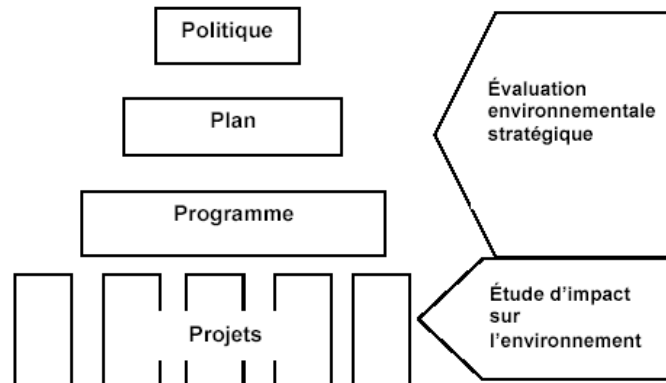 Politique
Plan
Programme
Projets
Évaluation
environnementale
stratégique
Étude d'impact
sur
l'environnement